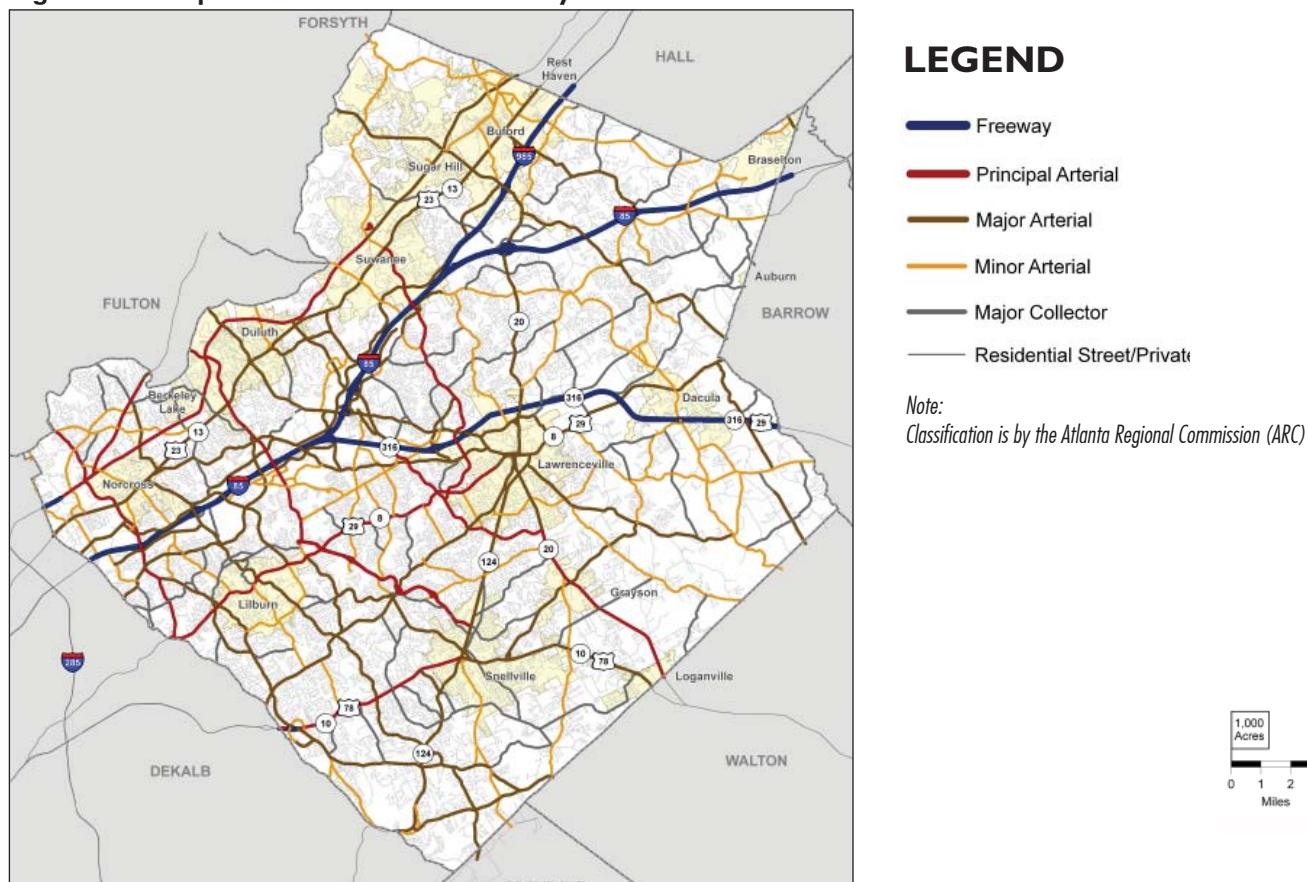 FORSYTH
HALL
Rest
Haven
Buford
985
Braselton
Sugar Hill
13
23
85
Suwanee
Auburn
FULTON
BARROW
Duluth
20
85
Berkeley
Lake
316
Dacula
13
23
8
29
316
29
316
Lawrenceville
Norcross
85
29
8
124
20
Grayson
Lilburn
285
10
78
Snellville
Loganville
78
10
124
DEKALB
WALTON
LEGEND
Freeway
Principal Arterial
Major Arterial
Minor Arterial
Major Collector
Residential Street/Private
Note:
Classification is by the Atlanta Regional Commission (ARC)
1,000
Acres
0 1 2
Miles